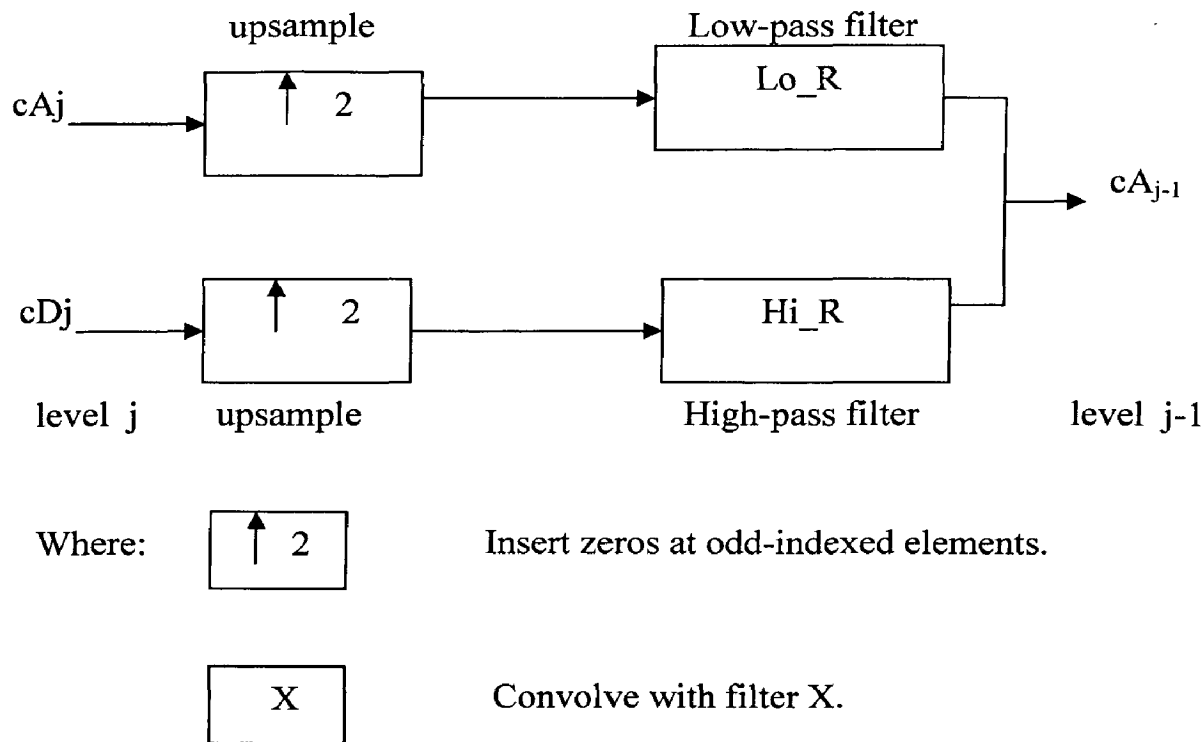 upsample Low-pass filter
cAj 2 Lo_R
cA_{j-1}
cDj 2 Hi_R
level j upsample High-pass filter level j-1
Where: 2 Insert zeros at odd-indexed elements.
X Convolve with filter X.